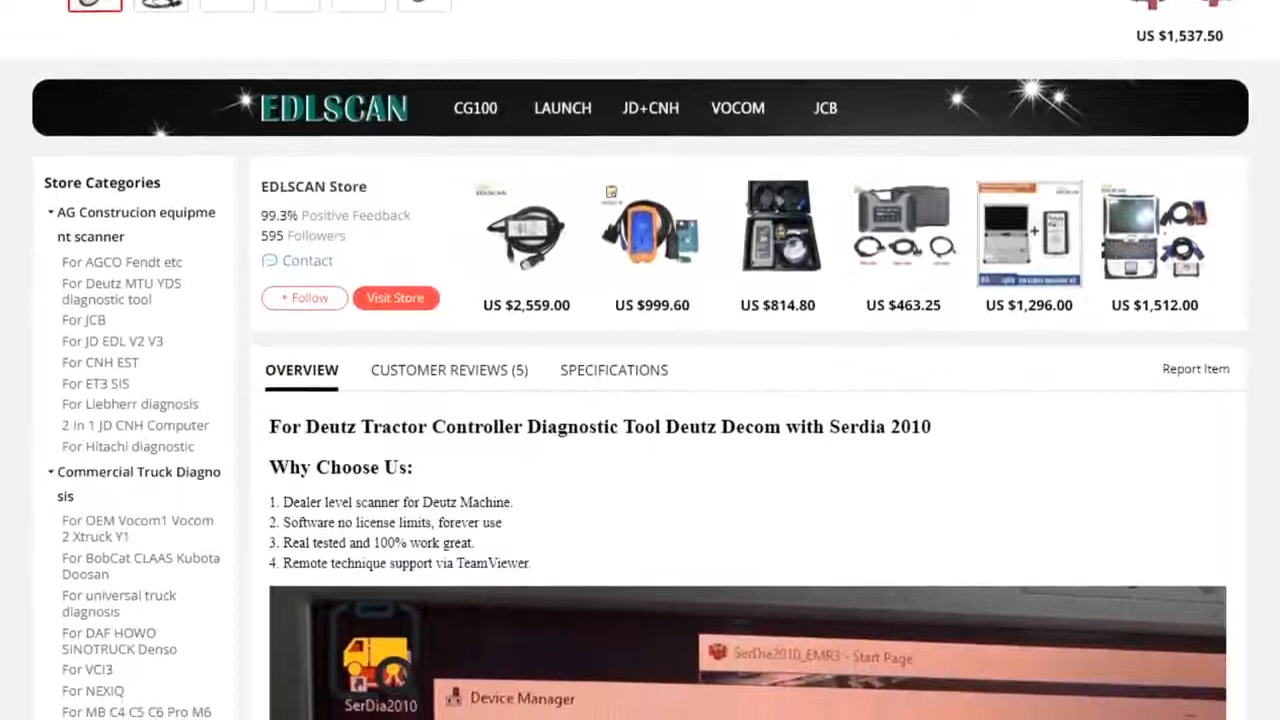 US $1,537.50
EDLSCAN
CG100
LAUNCH
JD+CNH
VOCOM
JCB
Store Categories
AG Construcion equipme
nt scanner
For AGCO Fendt etc
For Deutz MTU YDS
diagnostic tool
For JCB
For JD EDL V2 V3
For CNH EST
For ET3 SIS
For Liebherr diagnosis
2 in 1 JD CNH Computer
For Hitachi diagnostic
Commercial Truck Diagno
sis
For OEM Vocom1 Vocom
2 Xtruck Y1
For BobCat CLAAS Kubota
Doosan
For universal truck
diagnosis
For DAF HOWO
SINOTRUCK Denso
For VCI3
For NEXIQ
For MB C4 C5 C6 Pro M6
EDLSCAN Store
99.3% Positive Feedback
595 Followers
Contact
+ Follow
Visit Store
US $2,559.00
US $999.60
US $814.80
US $463.25
US $1,296.00
US $1,512.00
OVERVIEW
CUSTOMER REVIEWS (5)
SPECIFICATIONS
Report Item
For Deutz Tractor Controller Diagnostic Tool Deutz Decom with Serdia 2010
Why Choose Us:
1. Dealer level scanner for Deutz Machine.
2. Software no license limits, forever use
3. Real tested and 100% work great.
4. Remote technique support via TeamViewer.
SerDia2010_EMR3 - Start Page
Device Manager
SerDia2010